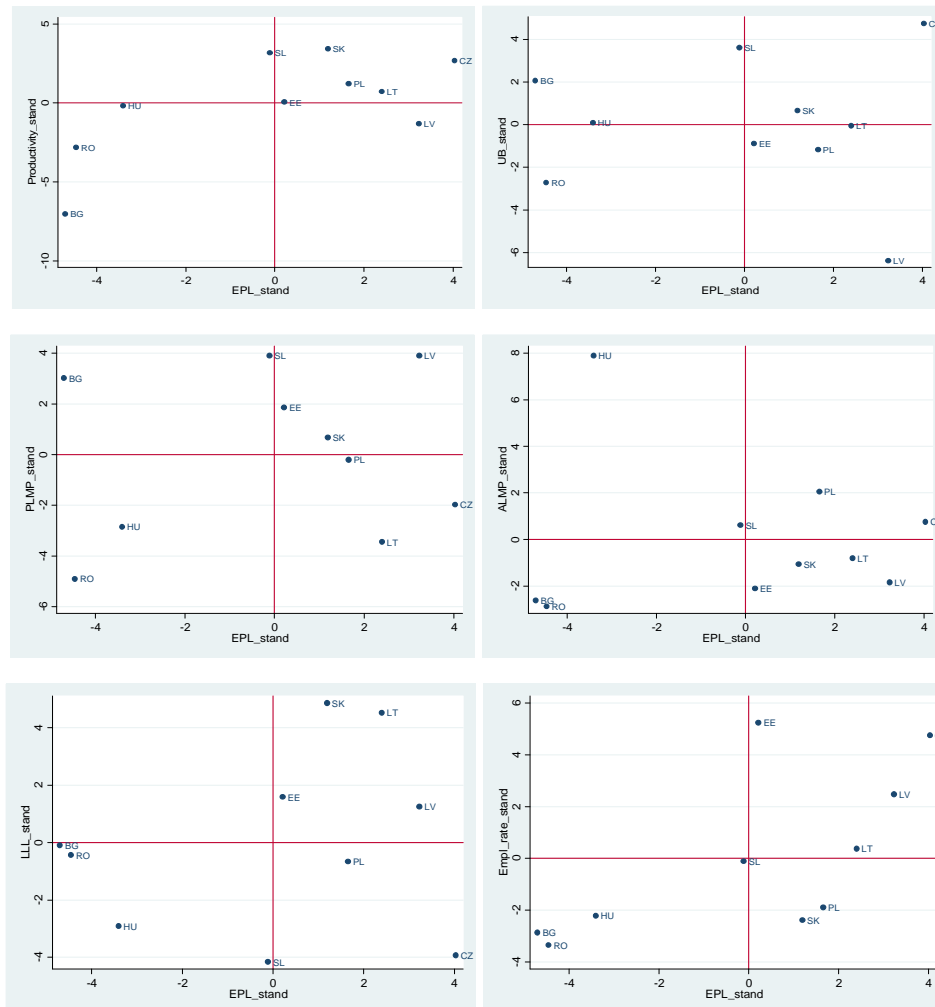 5
0
-5
-10
Productivity_stand
SL
SK
CZ
PL
LT
EE
HU
LV
RO
BG
-4
-2
0
2
4
EPL_stand
4
2
0
-2
-4
-6
UB_stand
C
SL
BG
SK
HU
LT
EE
PL
RO
LV
-4
-2
0
2
4
EPL_stand
4
2
0
-2
-4
-6
PLMP_stand
SL
LV
BG
EE
SK
PL
CZ
HU
LT
RO
-4
-2
0
2
4
EPL_stand
8
6
4
2
0
-2
ALMP_stand
HU
PL
SL
C
LT
SK
LV
EE
BG
RO
-4
-2
0
2
4
EPL_stand
4
2
0
-2
-4
LLL_stand
SK
LT
EE
LV
BG
RO
PL
HU
SL
CZ
-4
-2
0
2
4
EPL_stand
6
4
2
0
-2
-4
Empl_rate_stand
EE
LV
LT
SL
PL
HU
SK
BG
RO
-4
-2
0
2
4
EPL_stand